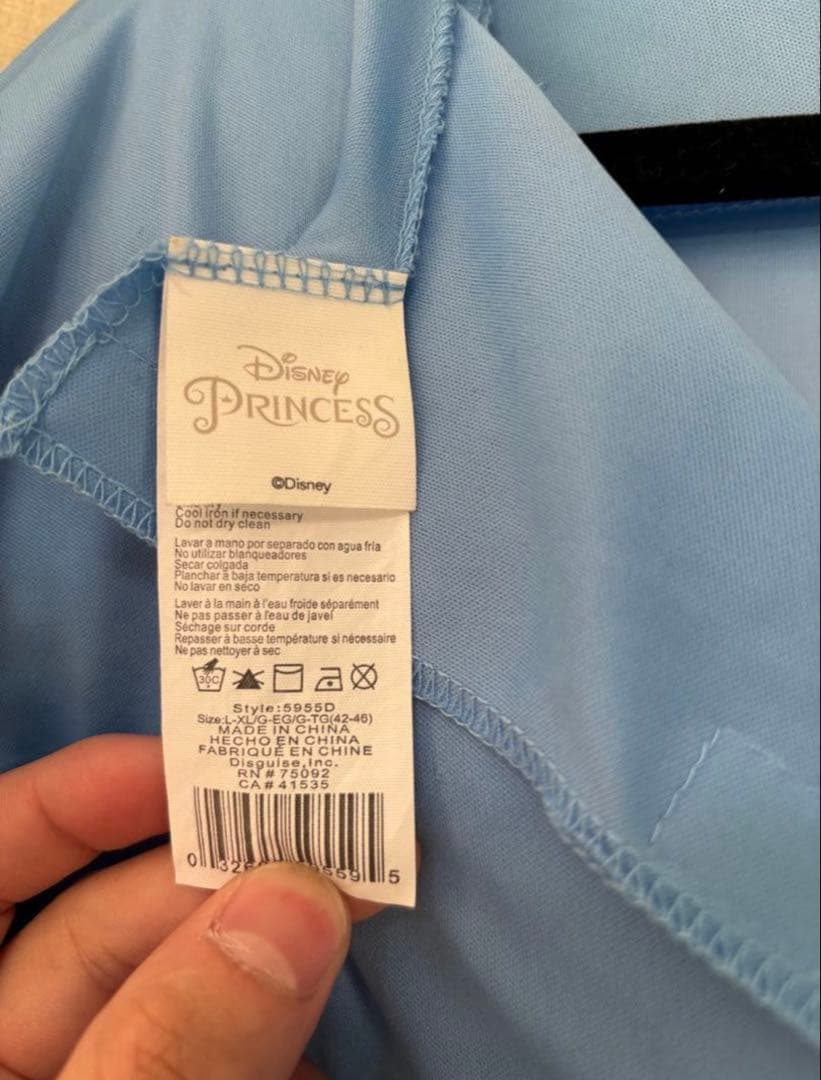 Disney
PRINCESS
©Disney
Cool iron if necessary
Do not dry clean
Lavar a mano por separado con agua fría
No utilizar blanqueadores
Secar colgada
Planchar a baja temperatura si es necesario
No lavar en seco
Laver à la main à l'eau froide séparément
Ne pas passer à l'eau de javel
Séchage sur corde
Repasser à basse température si nécessaire
Ne pas nettoyer à sec
30C
Style:5955D
Size:L-XL/G-EG/G-TG(42-46)
MADE IN CHINA
HECHO EN CHINA
FABRIQUÉ EN CHINE
Disguise,Inc.
RN # 75092
CA # 41535
0 32 559 5